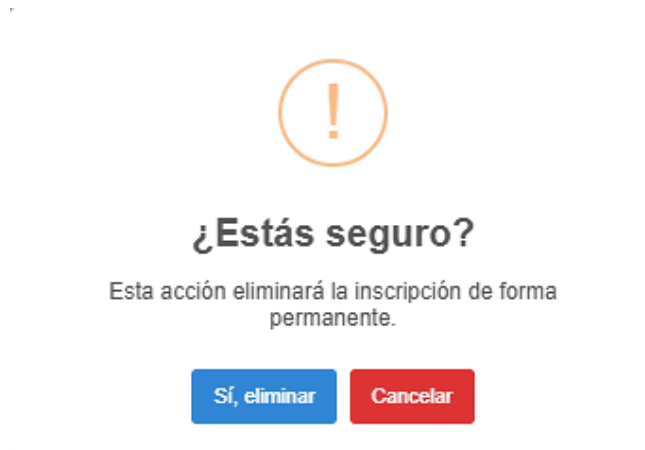 !
¿Estás seguro?
Esta acción eliminará la inscripción de forma
permanente.
Sí, eliminar
Cancelar